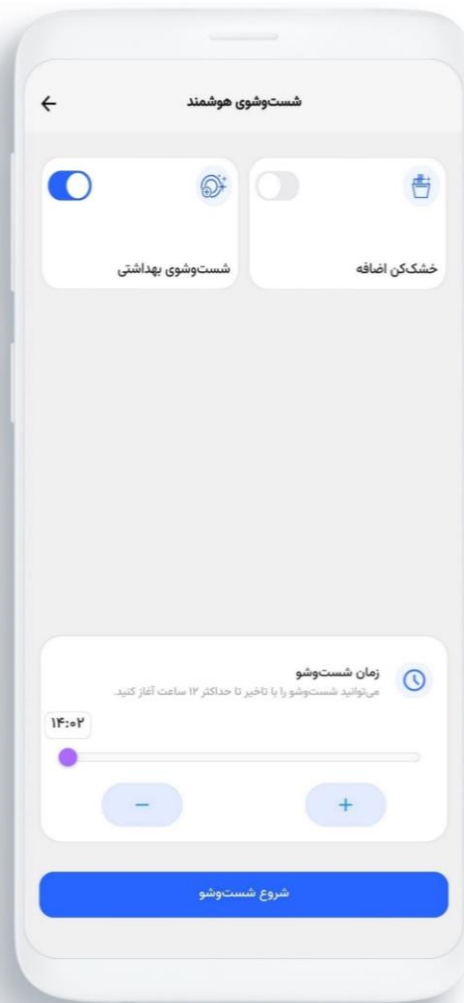 شست‌وشوی هوشمند
خشک‌کن اضافه
شست‌وشوی بهداشتی
زمان شست‌وشو
می‌توانید شست‌وشو را با تاخیر تا حداکثر ۱۲ ساعت آغاز کنید.
۱۴:۰۲
شروع شست‌وشو